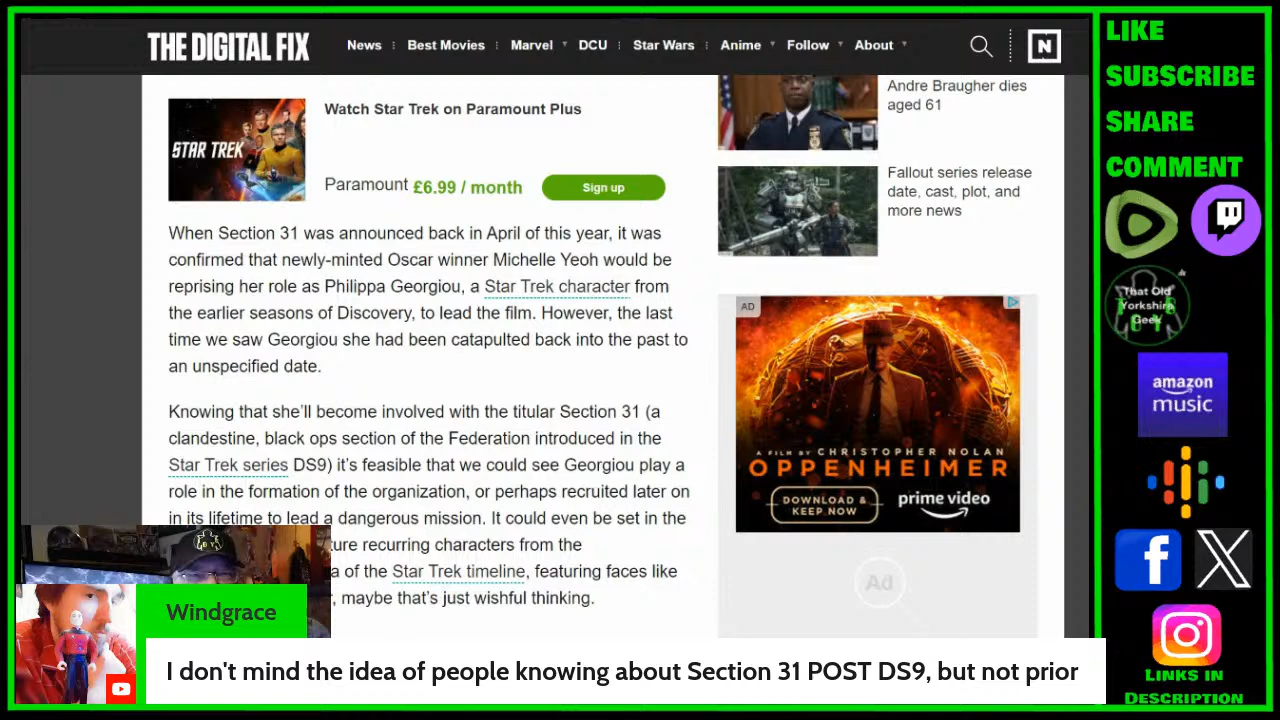 THE DIGITAL FIX
News
Best Movies
Marvel
DCU
Star Wars
Anime
Follow
About
N
STAR TREK
Watch Star Trek on Paramount Plus
Paramount £6.99 / month
Sign up
When Section 31 was announced back in April of this year, it was
confirmed that newly-minted Oscar winner Michelle Yeoh would be
reprising her role as Philippa Georgiou, a Star Trek character from
the earlier seasons of Discovery, to lead the film. However, the last
time we saw Georgiou she had been catapulted back into the past to
an unspecified date.
Knowing that she'll become involved with the titular Section 31 (a
clandestine, black ops section of the Federation introduced in the
Star Trek series DS9) it's feasible that we could see Georgiou play a
role in the formation of the organization, or perhaps recruited later on
in its lifetime to lead a dangerous mission. It could even be set in the
ture recurring characters from the
a of the Star Trek timeline, featuring faces like
, maybe that's just wishful thinking.
Andre Braugher dies
aged 61
Fallout series release
date, cast, plot, and
more news
AD
A FILM BY CHRISTOPHER NOLAN
OPPENHEIMER
DOWNLOAD &
KEEP NOW
prime video
Ad
Windgrace
I don't mind the idea of people knowing about Section 31 POST DS9, but not prior
LIKE
SUBSCRIBE
SHARE
COMMENT
That Old
Yorkshire
Geek
amazon
music
LINKS IN
DESCRIPTION